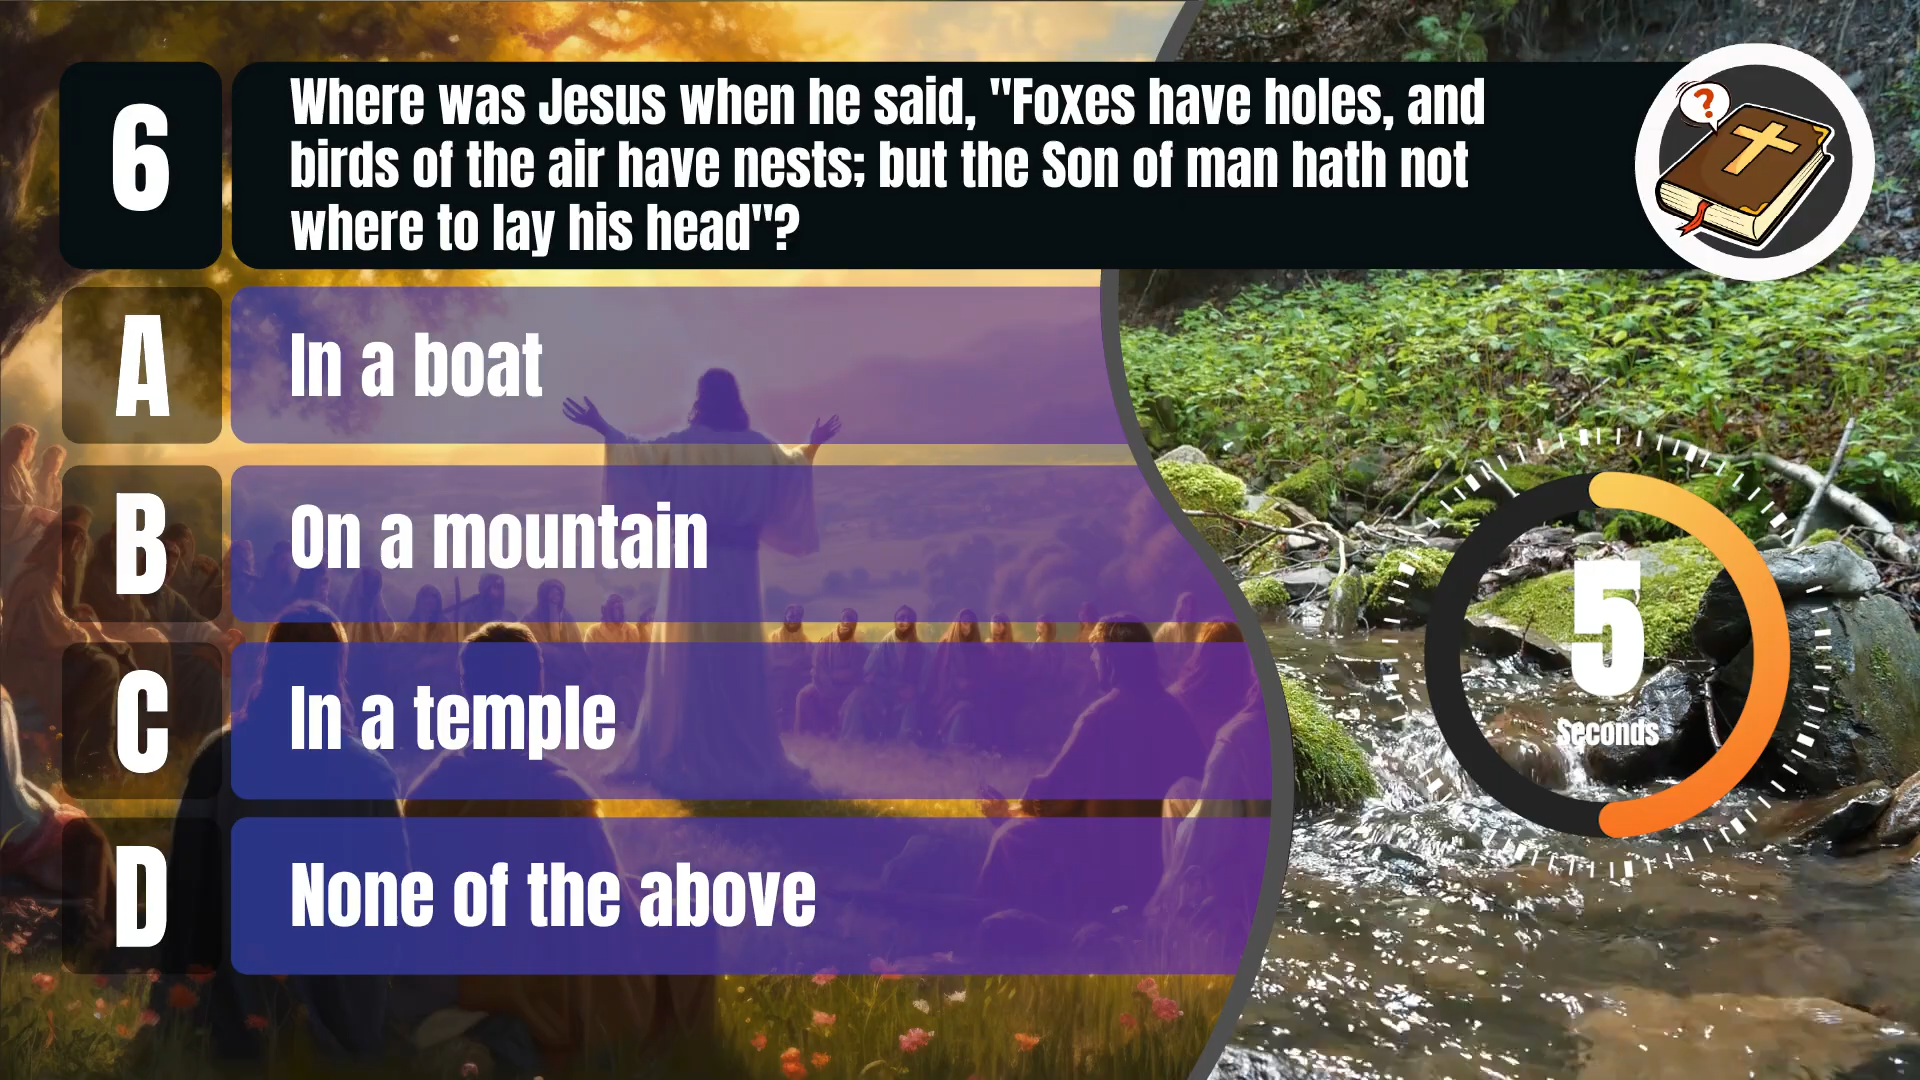 6
Where was Jesus when he said, "Foxes have holes, and
birds of the air have nests; but the Son of man hath not
where to lay his head"?
?
A
In a boat
B
On a mountain
C
In a temple
D
None of the above
5
Seconds